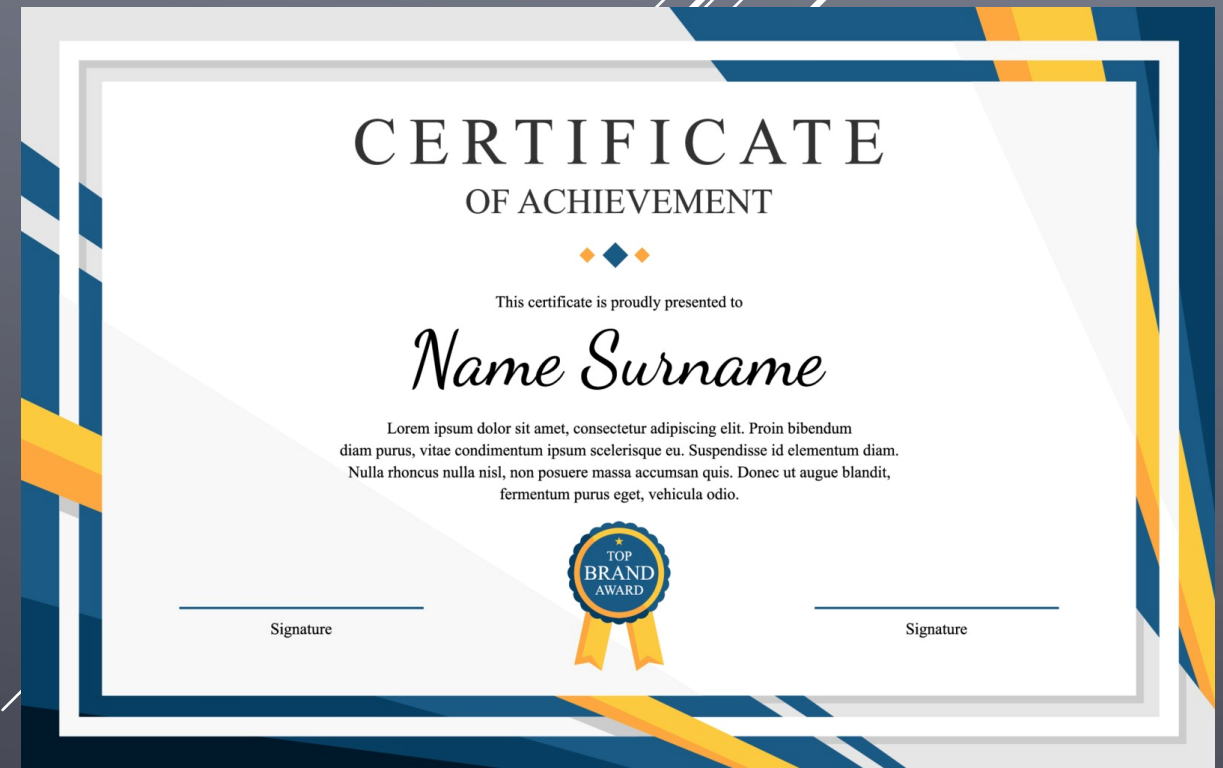 CERTIFICATE
OF ACHIEVEMENT
This certificate is proudly presented to
Name Surname
Lorem ipsum dolor sit amet, consectetur adipiscing elit. Proin bibendum
diam purus, vitae condimentum ipsum scelerisque eu. Suspendisse id elementum diam.
Nulla rhoncus nulla nisl, non posuere massa accumsan quis. Donec ut augue blandit,
fermentum purus eget, vehicula odio.
TOP
BRAND
AWARD
Signature
Signature